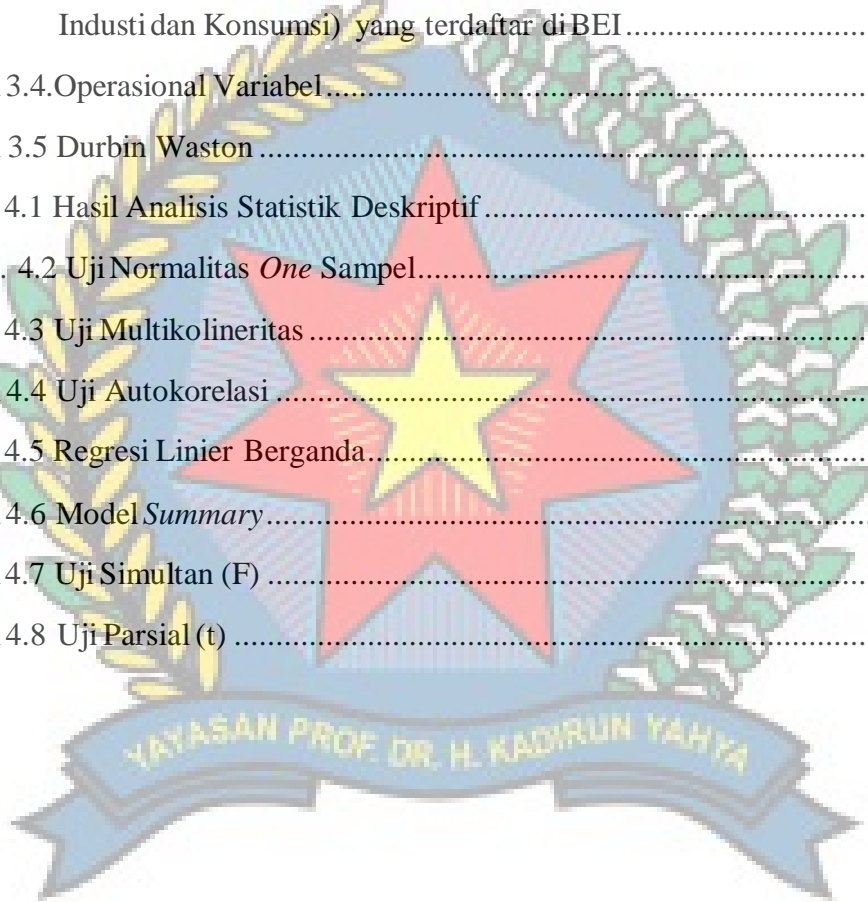 Industi dan Konsumsi) yang terdaftar di BEI................................
3.4.Operasional Variabel................................................................
3.5 Durbin Waston........................................................................
4.1 Hasil Analisis Statistik Deskriptif..............................................
. 4.2 Uji Normalitas One Sampel.....................................................
4.3 Uji Multikolineritas..................................................................
4.4 Uji Autokorelasi......................................................................
4.5 Regresi Linier Berganda..........................................................
4.6 Model Summary......................................................................
4.7 Uji Simultan (F).......................................................................
4.8 Uji Parsial (t)...........................................................................
YAYASAN PROF. DR. H. KADIRUN YAHYA